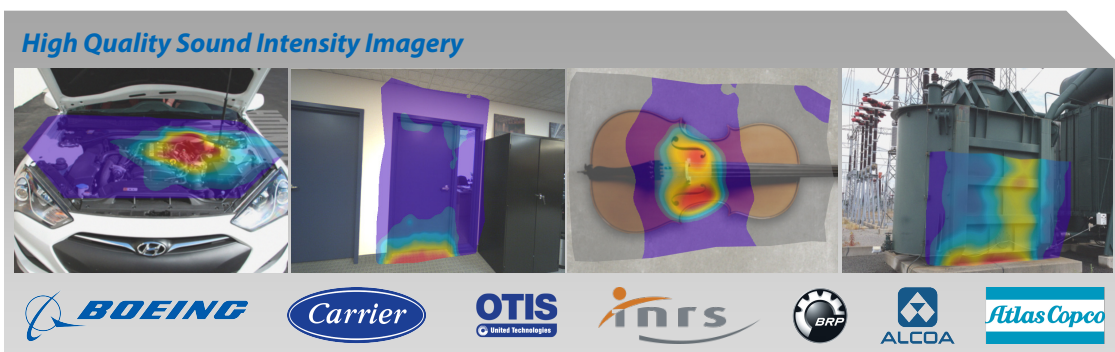 High Quality Sound Intensity Imagery
BOEING
Carrier
OTIS
United Technologies
inrs
BRP
ALCOA
Atlas Copco